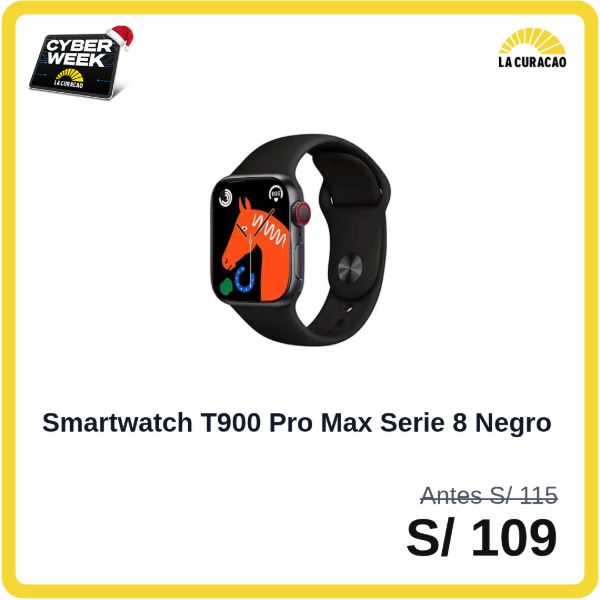 CYBER
WEEK
LA CURACAO
LA CURACAO
Smartwatch T900 Pro Max Serie 8 Negro
Antes S/ 115
S/ 109